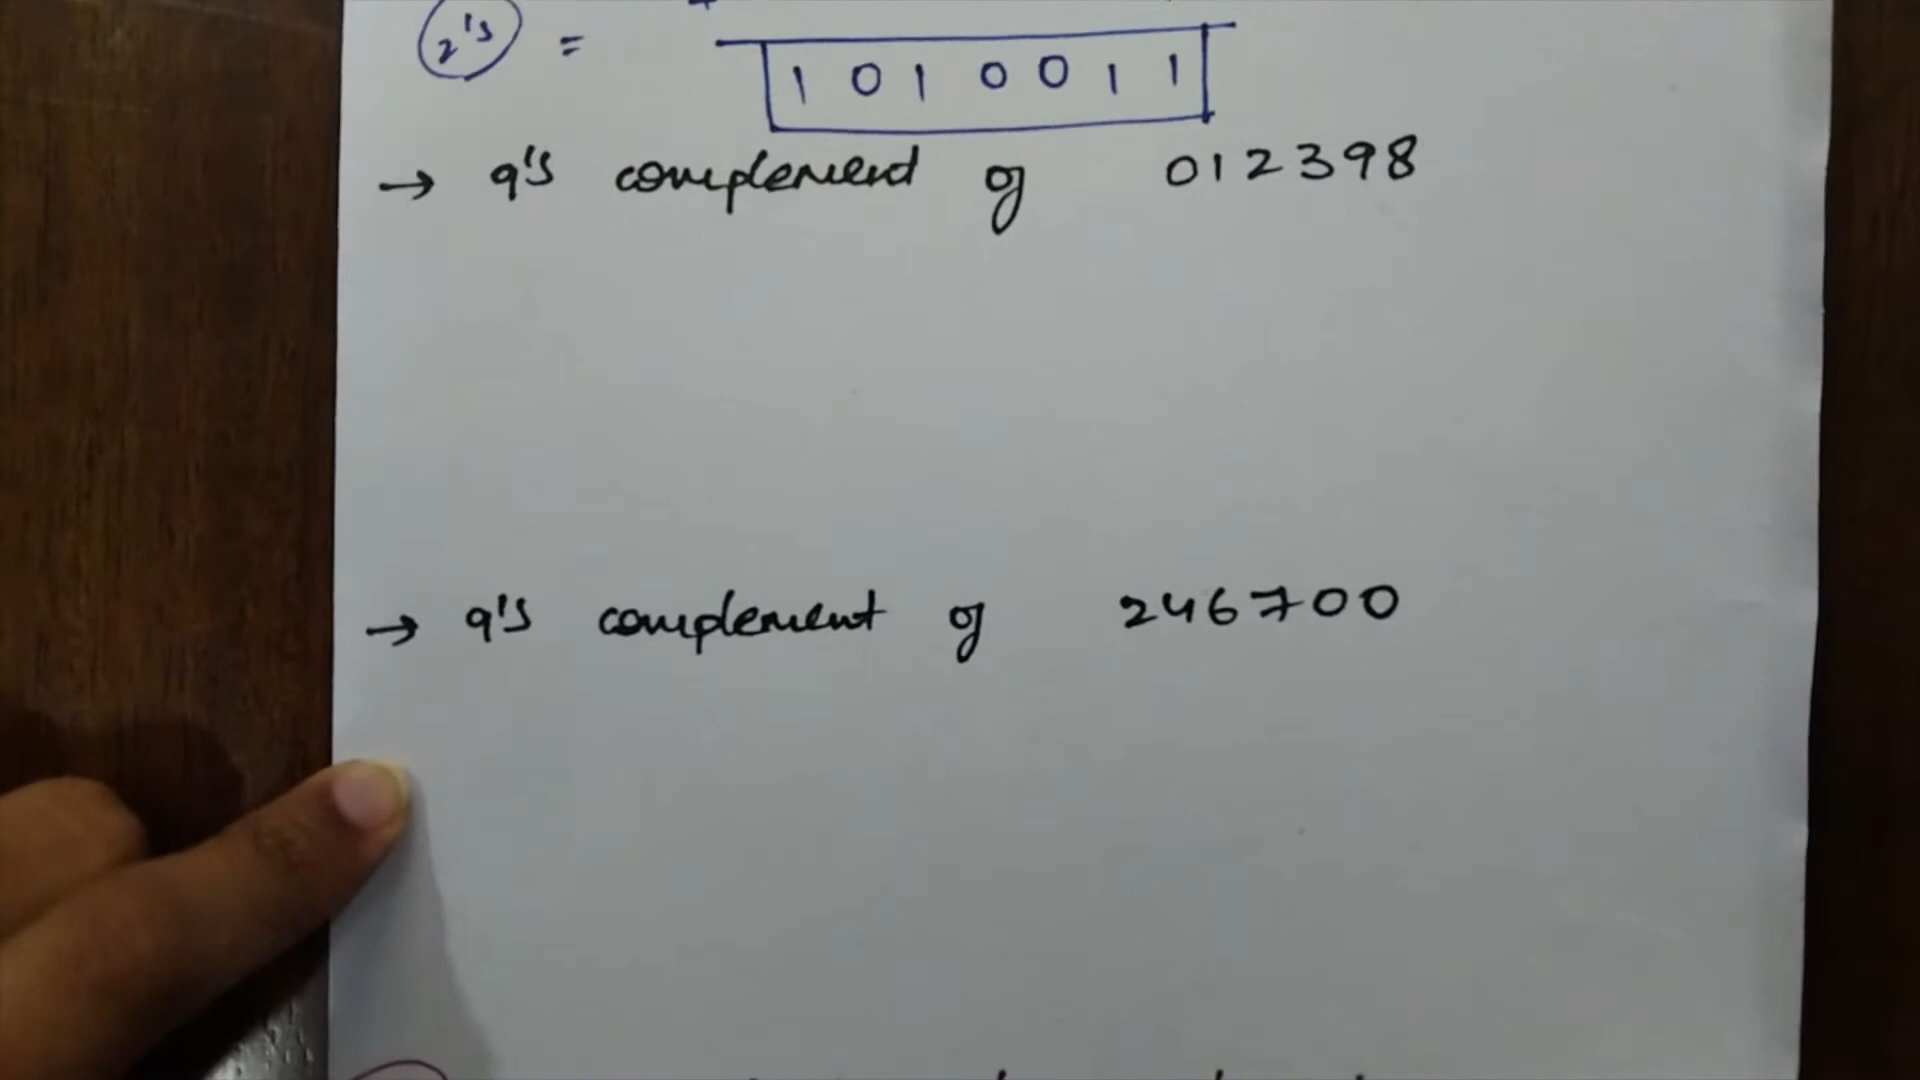 2's =
1 0 1 0 0 1 1
→ 9's complement of 012398
→ 9's complement of 246700